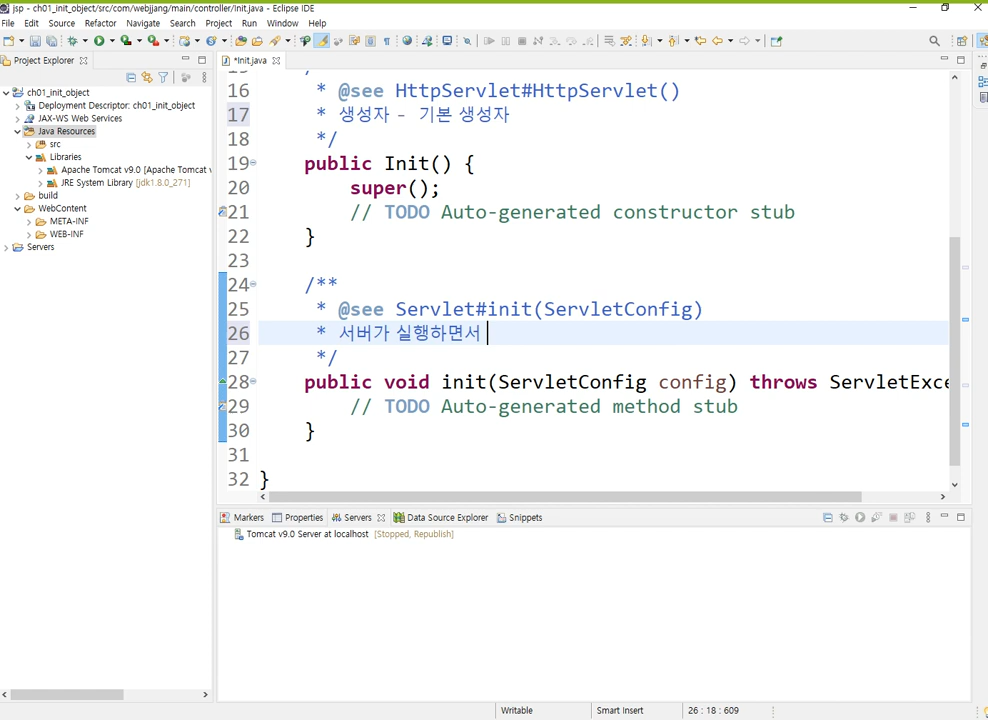 jsp - ch01_init_object/src/com/webjjang/main/controller/Init.java - Eclipse IDE
File Edit Source Refactor Navigate Search Project Run Window Help
Project Explorer
*Init.java
ch01_init_object
Deployment Descriptor: ch01_init_object
JAX-WS Web Services
Java Resources
src
Libraries
Apache Tomcat v9.0 [Apache Tomcat v
JRE System Library [jdk1.8.0_271]
build
WebContent
META-INF
WEB-INF
Servers
16 * @see HttpServlet#HttpServlet()
17 * 생성자 - 기본 생성자
18 */
19 public Init() {
20 super();
21 // TODO Auto-generated constructor stub
22 }
23
24 /**
25 * @see Servlet#init(ServletConfig)
26 * 서버가 실행하면서
27 */
28 public void init(ServletConfig config) throws ServletExce
29 // TODO Auto-generated method stub
30 }
31
32 }
Markers Properties Servers Data Source Explorer Snippets
Tomcat v9.0 Server at localhost [Stopped, Republish]
Writable Smart Insert 26 : 18 : 609